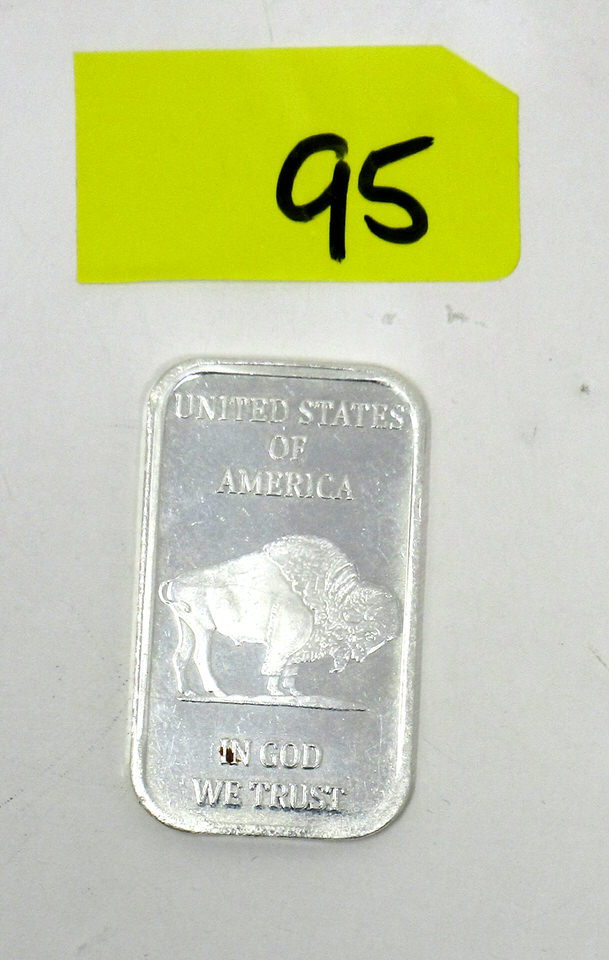 95
UNITED STATES
OF
AMERICA
IN GOD
WE TRUST